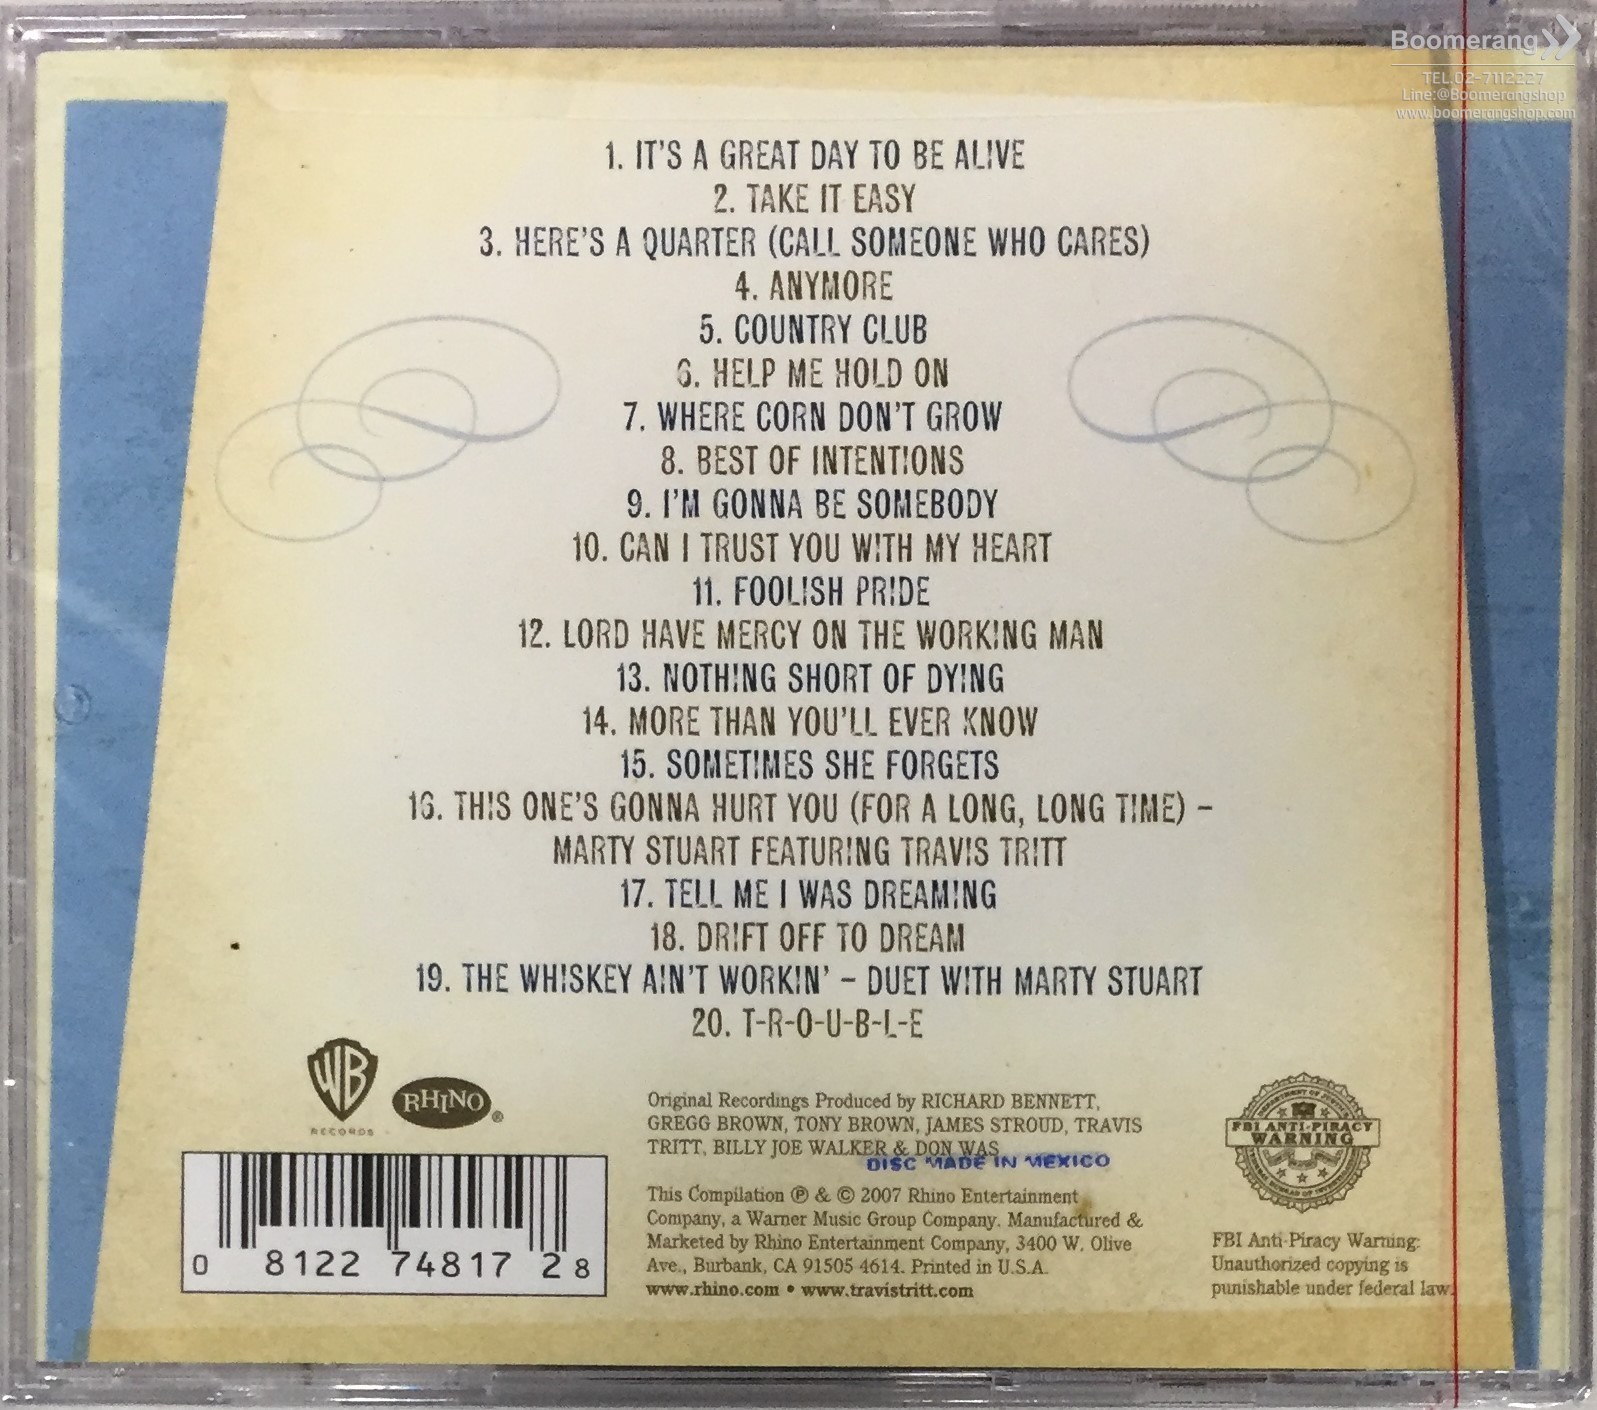 Boomerang
TEL.02-7112227
Line:@Boomerangshop
www.boomerangshop.com
1. IT'S A GREAT DAY TO BE ALIVE
2. TAKE IT EASY
3. HERE'S A QUARTER (CALL SOMEONE WHO CARES)
4. ANYMORE
5. COUNTRY CLUB
6. HELP ME HOLD ON
7. WHERE CORN DON'T GROW
8. BEST OF INTENTIONS
9. I'M GONNA BE SOMEBODY
10. CAN I TRUST YOU WITH MY HEART
11. FOOLISH PRIDE
12. LORD HAVE MERCY ON THE WORKING MAN
13. NOTHING SHORT OF DYING
14. MORE THAN YOU'LL EVER KNOW
15. SOMETIMES SHE FORGETS
16. THIS ONE'S GONNA HURT YOU (FOR A LONG, LONG TIME) –
MARTY STUART FEATURING TRAVIS TRITT
17. TELL ME I WAS DREAMING
18. DRIFT OFF TO DREAM
19. THE WHISKEY AIN'T WORKIN' – DUET WITH MARTY STUART
20. T-R-O-U-B-L-E
WB
RECORDS
RHINO®
0 8122 74817 2 8
Original Recordings Produced by RICHARD BENNETT,
GREGG BROWN, TONY BROWN, JAMES STROUD, TRAVIS
TRITT, BILLY JOE WALKER & DON WAS
DISC MADE IN MEXICO
This Compilation ℗ & © 2007 Rhino Entertainment
Company, a Warner Music Group Company. Manufactured &
Marketed by Rhino Entertainment Company, 3400 W. Olive
Ave., Burbank, CA 91505-4614. Printed in U.S.A.
www.rhino.com • www.travistritt.com
DEPARTMENT OF JUSTICE
FBI ANTI-PIRACY
WARNING
FEDERAL BUREAU OF INVESTIGATION
FBI Anti-Piracy Warning:
Unauthorized copying is
punishable under federal law.